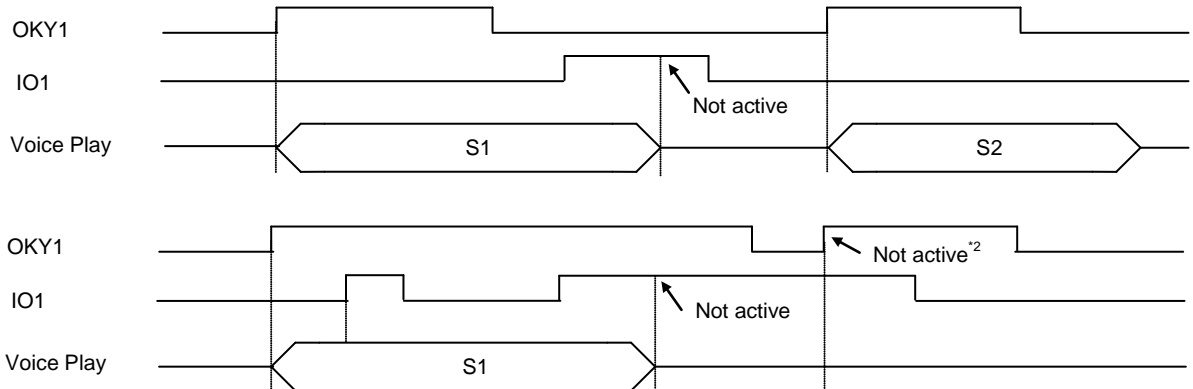 OKY1
IO1
Not active
Voice Play
S1
S2
OKY1
Not active*2
IO1
Not active
Voice Play
S1